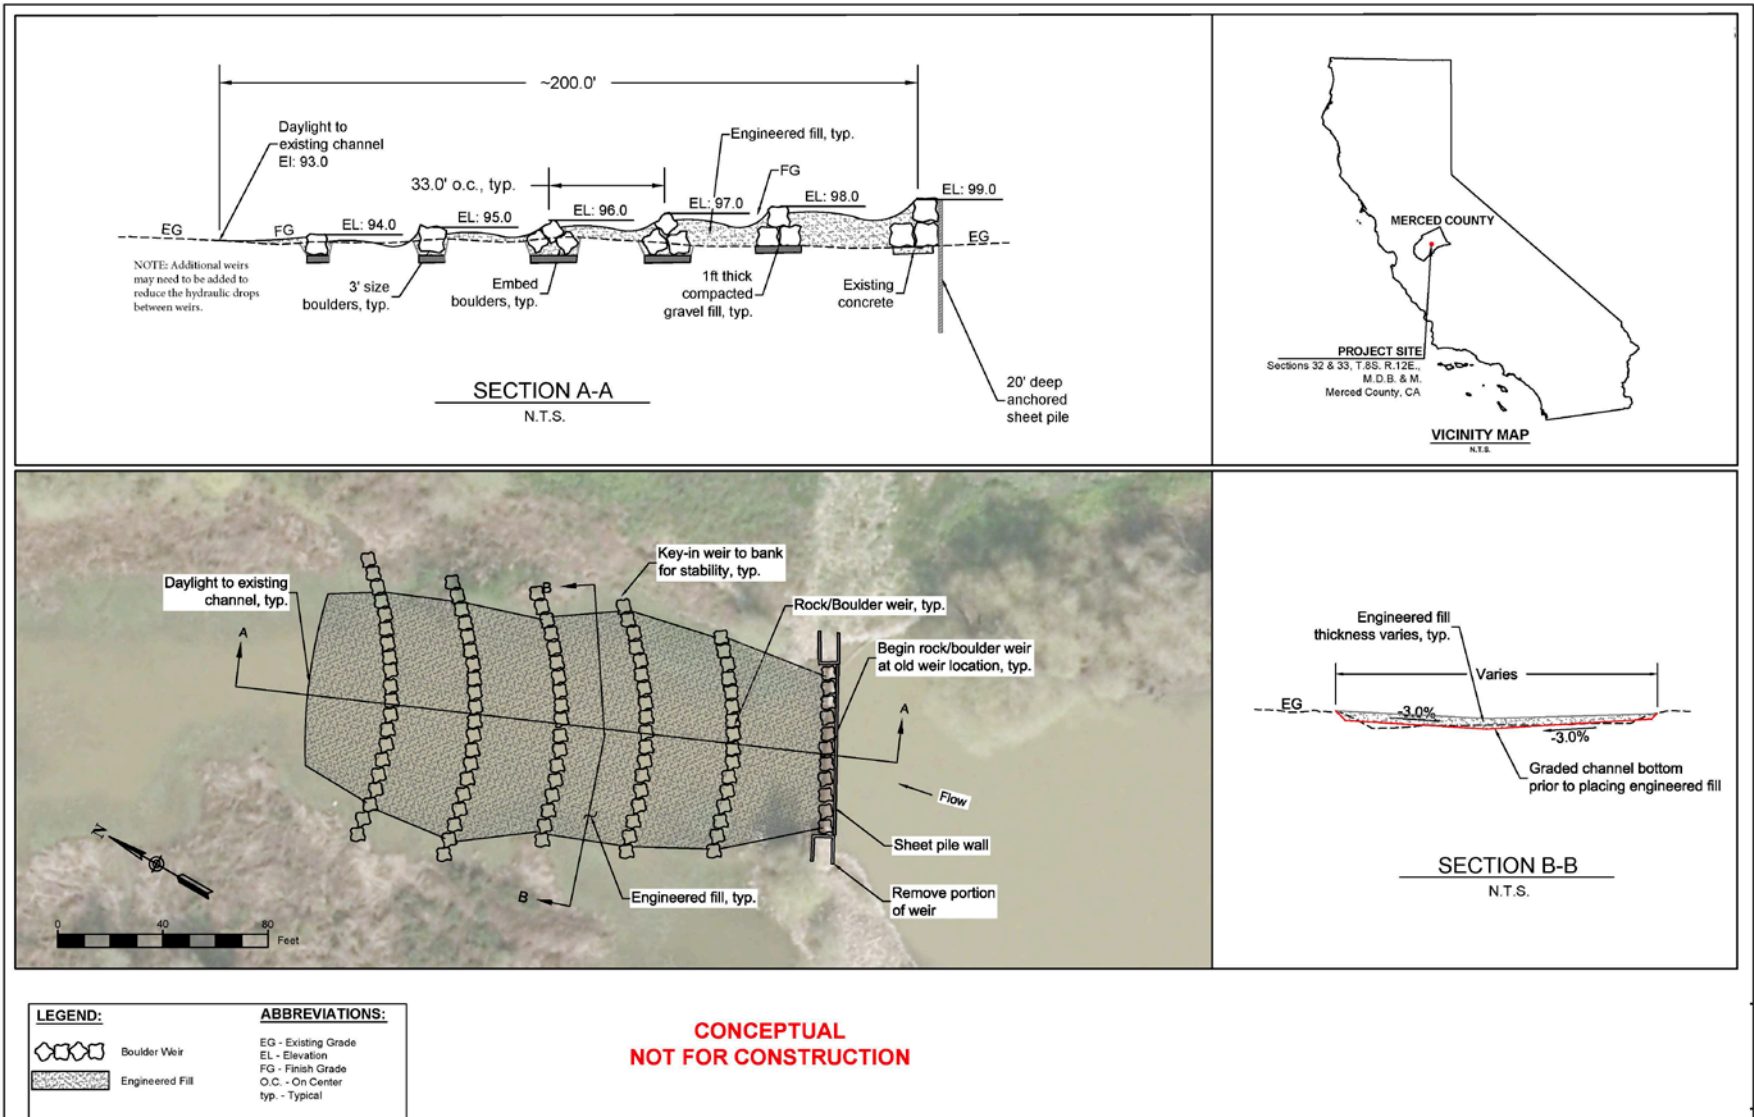 ~200.0'
Daylight to
existing channel
El: 93.0
Engineered fill, typ.
33.0' o.c., typ.
FG
EG
FG
EL: 94.0
EL: 95.0
EL: 96.0
EL: 97.0
EL: 98.0
EL: 99.0
EG
NOTE: Additional weirs
may need to be added to
reduce the hydraulic drops
between weirs.
3' size
boulders, typ.
Embed
boulders, typ.
1ft thick
compacted
gravel fill, typ.
Existing
concrete
20' deep
anchored
sheet pile
SECTION A-A
N.T.S.
MERCED COUNTY
PROJECT SITE
Sections 32 & 33, T.8S. R.12E.,
M.D.B. & M.
Merced County, CA
VICINITY MAP
N.T.S.
Daylight to existing
channel, typ.
A
B
Key-in weir to bank
for stability, typ.
Rock/Boulder weir, typ.
Begin rock/boulder weir
at old weir location, typ.
A
Flow
Sheet pile wall
Remove portion
of weir
Engineered fill, typ.
B
N
0 40 80
Feet
Engineered fill
thickness varies, typ.
Varies
EG
-3.0%
-3.0%
Graded channel bottom
prior to placing engineered fill
SECTION B-B
N.T.S.
LEGEND:
Boulder Weir
Engineered Fill
ABBREVIATIONS:
EG - Existing Grade
EL - Elevation
FG - Finish Grade
O.C. - On Center
typ. - Typical
CONCEPTUAL
NOT FOR CONSTRUCTION